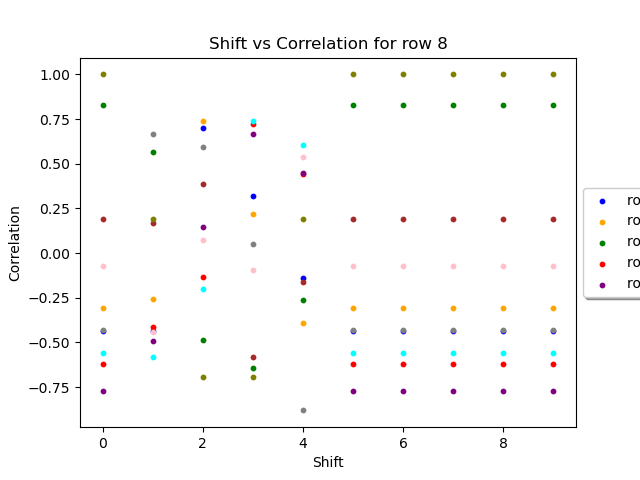 Shift vs Correlation for row 8
1.00
0.75
0.50
0.25
0.00
−0.25
−0.50
−0.75
Correlation
0 2 4 6 8
Shift
ro
ro
ro
ro
ro